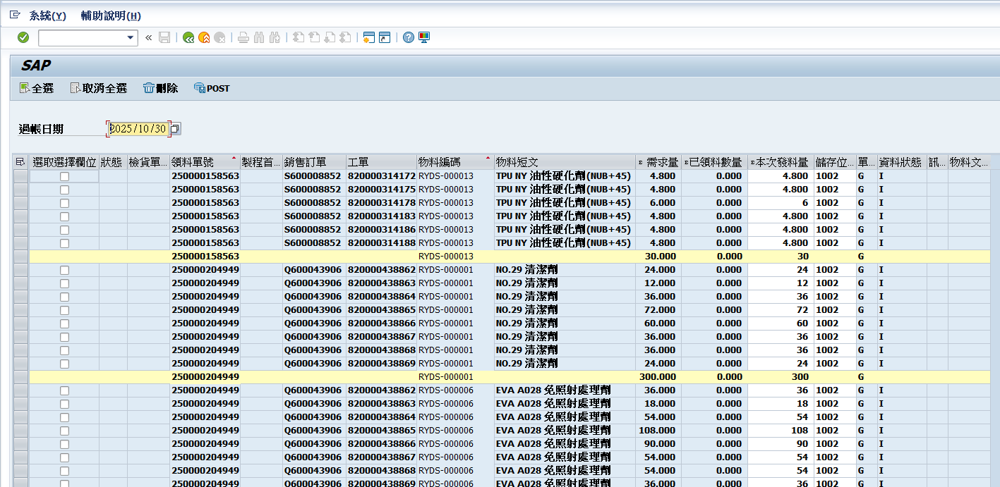 系統(Y) 輔助說明(H)
SAP
全選 取消全選 刪除 POST
過帳日期 2025/10/30
選取選擇欄位 狀態 檢貨單... 領料單號 製程首... 銷售訂單 工單 物料編碼 物料短文 需求量 已領料數量 本次發料量 儲存位... 單... 資料狀態 訊... 物料文...
250000158563 S600008852 820000314172 RYDS-000013 TPU NY 油性硬化劑(NUB+45) 4.800 0.000 4.800 1002 G I
250000158563 S600008852 820000314175 RYDS-000013 TPU NY 油性硬化劑(NUB+45) 4.800 0.000 4.800 1002 G I
250000158563 S600008852 820000314178 RYDS-000013 TPU NY 油性硬化劑(NUB+45) 6.000 0.000 6 1002 G I
250000158563 S600008852 820000314183 RYDS-000013 TPU NY 油性硬化劑(NUB+45) 4.800 0.000 4.800 1002 G I
250000158563 S600008852 820000314186 RYDS-000013 TPU NY 油性硬化劑(NUB+45) 4.800 0.000 4.800 1002 G I
250000158563 S600008852 820000314188 RYDS-000013 TPU NY 油性硬化劑(NUB+45) 4.800 0.000 4.800 1002 G I
250000158563 RYDS-000013 30.000 0.000 30 G
250000204949 Q600043906 820000438862 RYDS-000001 NO.29 清潔劑 24.000 0.000 24 1002 G I
250000204949 Q600043906 820000438863 RYDS-000001 NO.29 清潔劑 12.000 0.000 12 1002 G I
250000204949 Q600043906 820000438864 RYDS-000001 NO.29 清潔劑 36.000 0.000 36 1002 G I
250000204949 Q600043906 820000438865 RYDS-000001 NO.29 清潔劑 72.000 0.000 72 1002 G I
250000204949 Q600043906 820000438866 RYDS-000001 NO.29 清潔劑 60.000 0.000 60 1002 G I
250000204949 Q600043906 820000438867 RYDS-000001 NO.29 清潔劑 36.000 0.000 36 1002 G I
250000204949 Q600043906 820000438868 RYDS-000001 NO.29 清潔劑 36.000 0.000 36 1002 G I
250000204949 Q600043906 820000438869 RYDS-000001 NO.29 清潔劑 24.000 0.000 24 1002 G I
250000204949 RYDS-000001 300.000 0.000 300 G
250000204949 Q600043906 820000438862 RYDS-000006 EVA A028 免照射處理劑 36.000 0.000 36 1002 G I
250000204949 Q600043906 820000438863 RYDS-000006 EVA A028 免照射處理劑 18.000 0.000 18 1002 G I
250000204949 Q600043906 820000438864 RYDS-000006 EVA A028 免照射處理劑 54.000 0.000 54 1002 G I
250000204949 Q600043906 820000438865 RYDS-000006 EVA A028 免照射處理劑 108.000 0.000 108 1002 G I
250000204949 Q600043906 820000438866 RYDS-000006 EVA A028 免照射處理劑 90.000 0.000 90 1002 G I
250000204949 Q600043906 820000438867 RYDS-000006 EVA A028 免照射處理劑 54.000 0.000 54 1002 G I
250000204949 Q600043906 820000438868 RYDS-000006 EVA A028 免照射處理劑 54.000 0.000 54 1002 G I
250000204949 Q600043906 820000438869 RYDS-000006 EVA A028 免照射處理劑 36.000 0.000 36 1002 G I